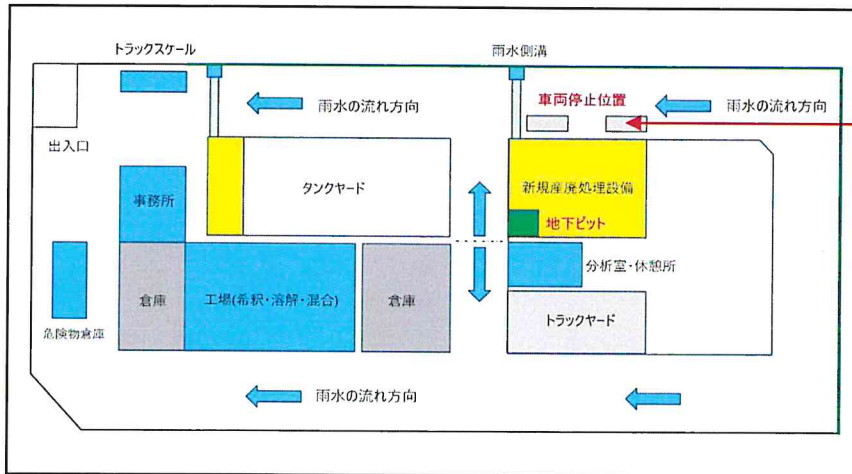 トラックスケール
雨水側溝
雨水の流れ方向
車両停止位置
雨水の流れ方向
出入口
事務所
タンクヤード
新規産廃処理設備
地下ピット
倉庫
工場(希釈・溶解・混合)
倉庫
分析室・休憩所
トラックヤード
危険物倉庫
雨水の流れ方向